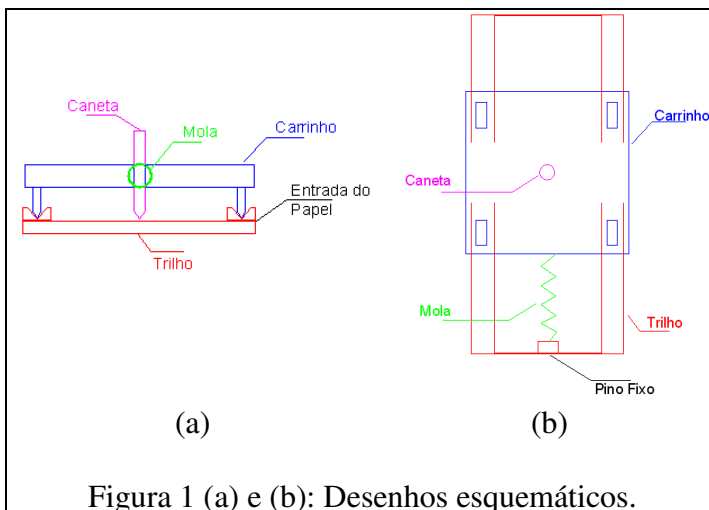 Caneta
Mola
Carrinho
Entrada do
Papel
Trilho
(a)
Carrinho
Caneta
Mola
Trilho
Pino Fixo
(b)
Figura 1 (a) e (b): Desenhos esquemáticos.